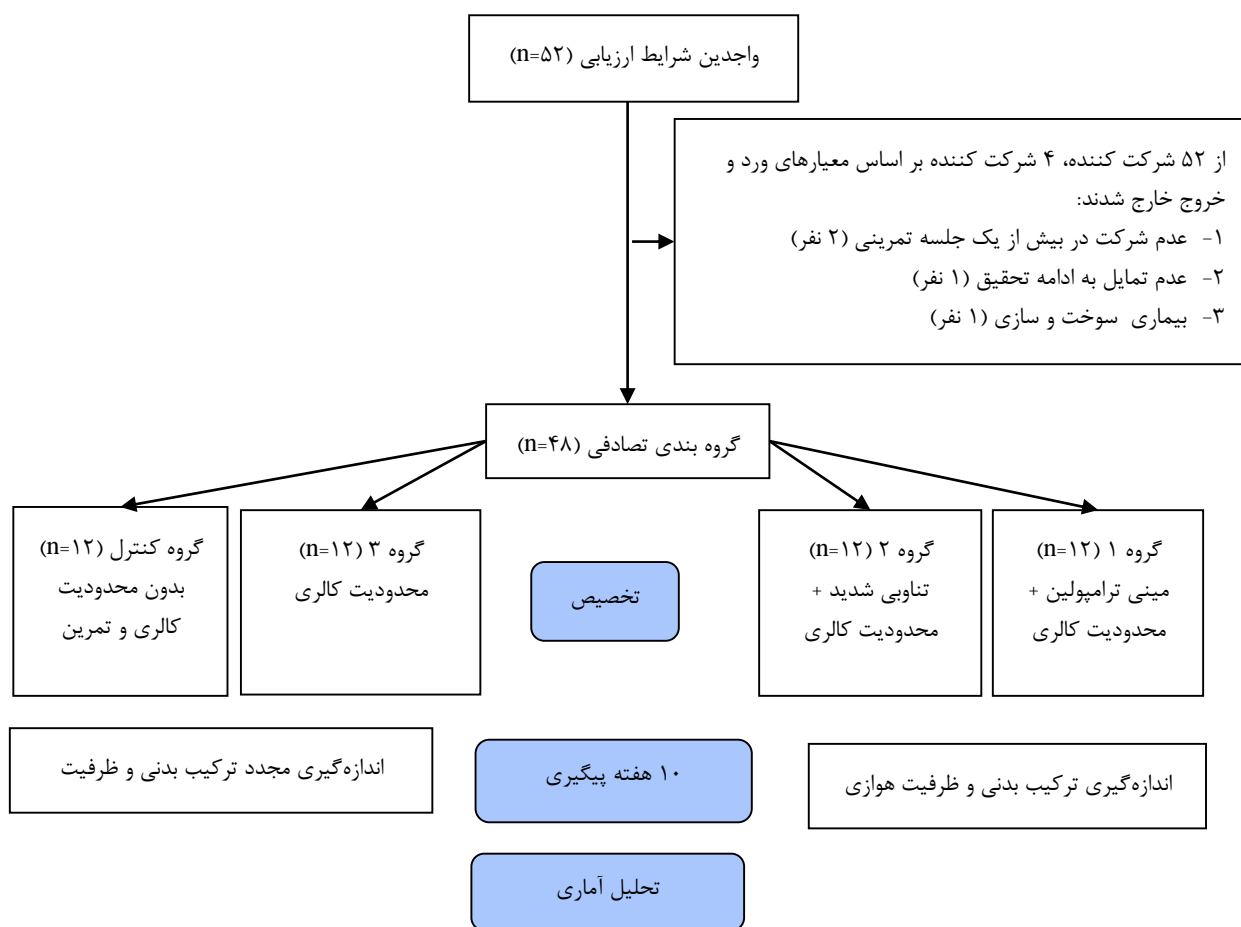 واجدین شرایط ارزیابی (n=۵۲)
از ۵۲ شرکت کننده، ۴ شرکت کننده بر اساس معیارهای ورود و
خروج خارج شدند:
۱- عدم شرکت در بیش از یک جلسه تمرینی (۲ نفر)
۲- عدم تمایل به ادامه تحقیق (۱ نفر)
۳- بیماری سوخت و سازی (۱ نفر)
گروه بندی تصادفی (n=۴۸)
گروه ۱ (n=۱۲)
مینی ترامپولین +
محدودیت کالری
گروه ۲ (n=۱۲)
تناوبی شدید +
محدودیت کالری
تخصیص
گروه ۳ (n=۱۲)
محدودیت کالری
گروه کنترل (n=۱۲)
بدون محدودیت
کالری و تمرین
اندازه‌گیری ترکیب بدنی و ظرفیت هوازی
۱۰ هفته پیگیری
اندازه‌گیری مجدد ترکیب بدنی و ظرفیت
تحلیل آماری